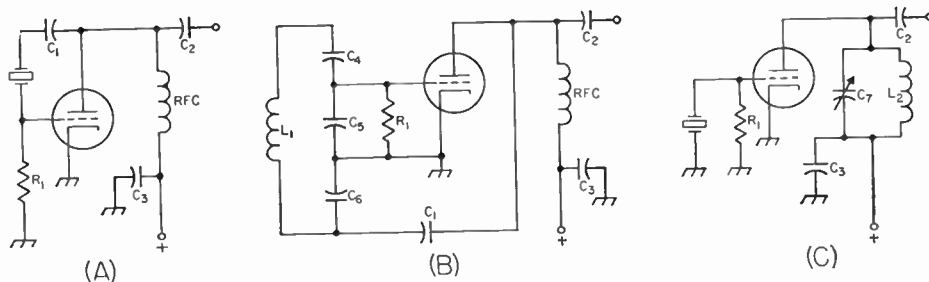 C1
C2
RFC
R1
C3
+
(A)
C4
L1
C5
R1
C6
C1
C2
RFC
C3
+
(B)
C2
R1
C7
L2
C3
+
(C)